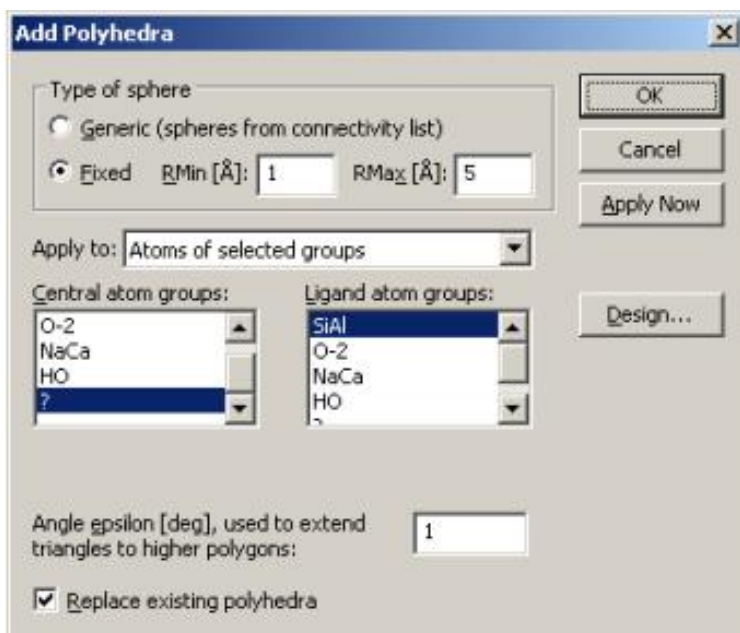 Add Polyhedra
Type of sphere
Generic (spheres from connectivity list)
Fixed RMin [Å]: 1 RMax [Å]: 5
OK
Cancel
Apply Now
Apply to: Atoms of selected groups
Central atom groups:
O-2
NaCa
HO
?
Ligand atom groups:
SiAl
O-2
NaCa
HO
?
Design...
Angle epsilon [deg], used to extend
triangles to higher polygons:
1
Replace existing polyhedra